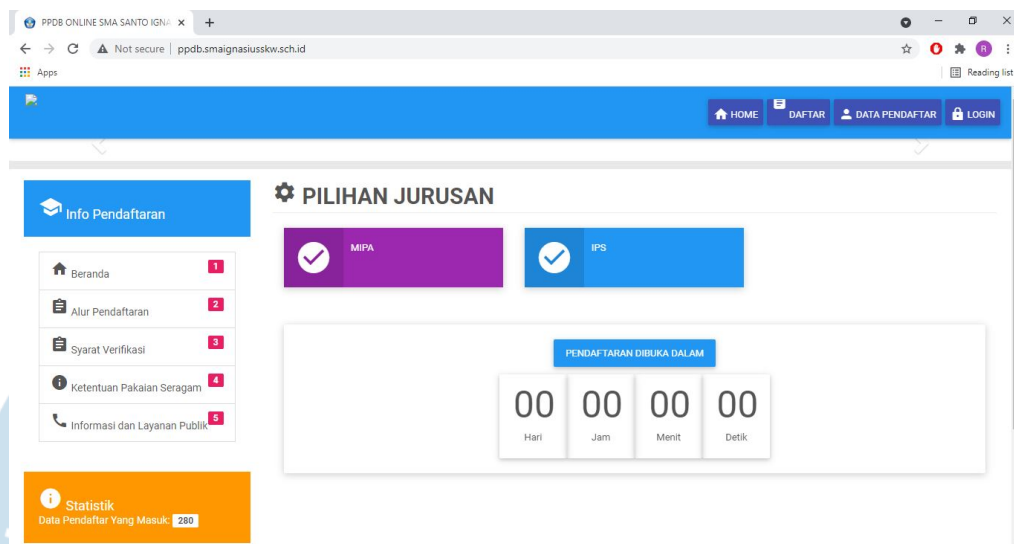 PPDB ONLINE SMA SANTO IGNA
Not secure | ppdb.smaignasiusskw.sch.id
R
Apps
Reading list
HOME
DAFTAR
DATA PENDAFTAR
LOGIN
Info Pendaftaran
Beranda 1
Alur Pendaftaran 2
Syarat Verifikasi 3
Ketentuan Pakaian Seragam 4
Informasi dan Layanan Publik 5
Statistik
Data Pendaftar Yang Masuk: 280
PILIHAN JURUSAN
MIPA
IPS
PENDAFTARAN DIBUKA DALAM
00 00 00 00
Hari Jam Menit Detik